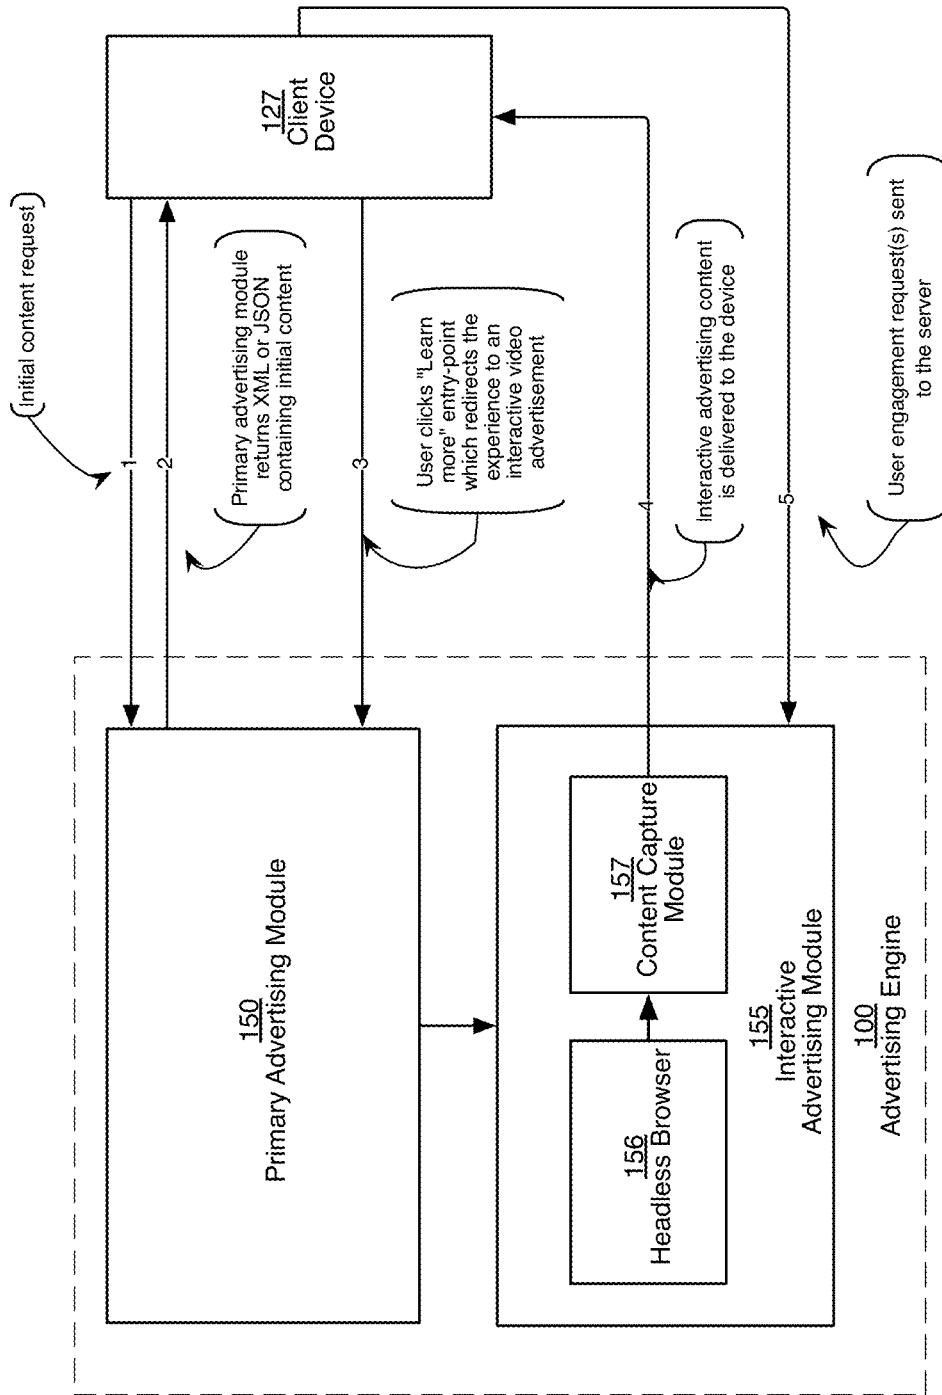 Initial content request
1
2
Primary advertising module
returns XML or JSON
containing initial content
3
User clicks "Learn
more" entry-point
which redirects the
experience to an
interactive video
advertisement
4
Interactive advertising content
is delivered to the device
5
User engagement request(s) sent
to the server
127
Client
Device
150
Primary Advertising Module
156
Headless Browser
157
Content Capture
Module
155
Interactive
Advertising Module
100
Advertising Engine